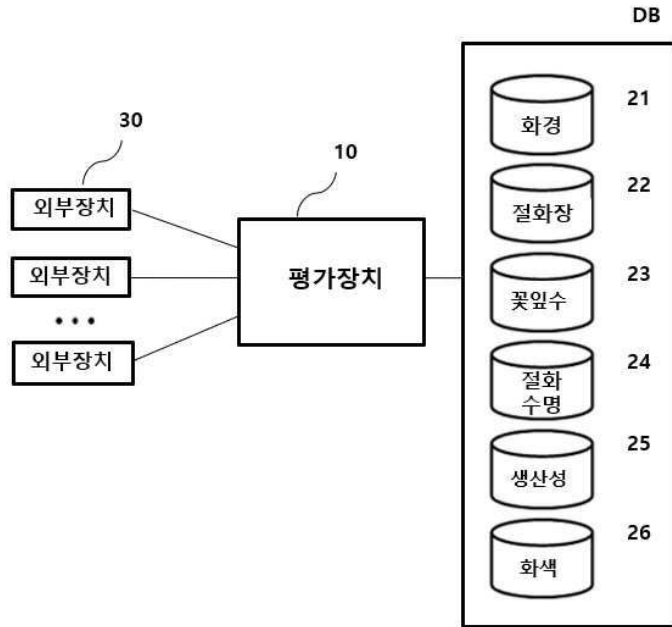 DB
21
화경
30
10
22
절화장
외부장치
외부장치
평가장치
23
꽃잎수
• • •
외부장치
24
절화
수명
25
생산성
26
화색